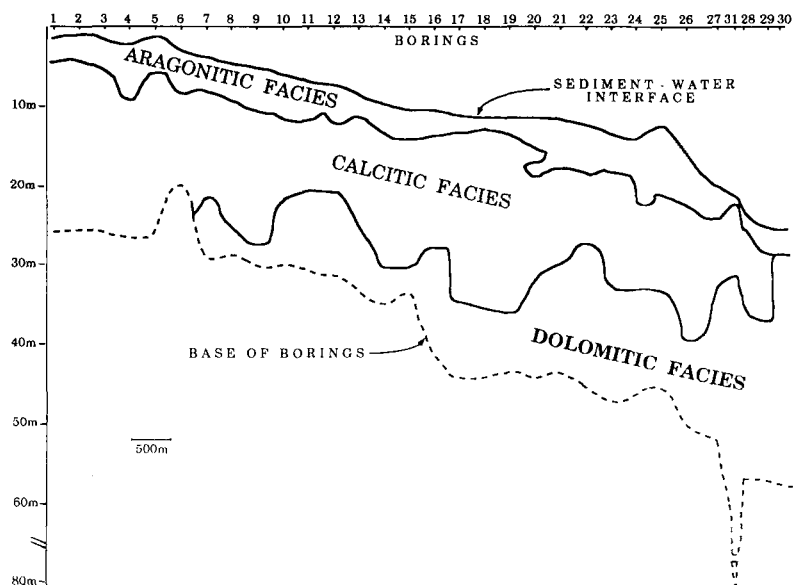 1 2 3 4 5 6 7 8 9 10 11 12 13 14 15 16 17 18 19 20 21 22 23 24 25 26 27 31 28 29 30
BORINGS
ARAGONITIC FACIES
SEDIMENT - WATER
INTERFACE
10m
CALCITIC FACIES
20m
30m
DOLOMITIC FACIES
BASE OF BORINGS
40m
50m
500m
60m
80m